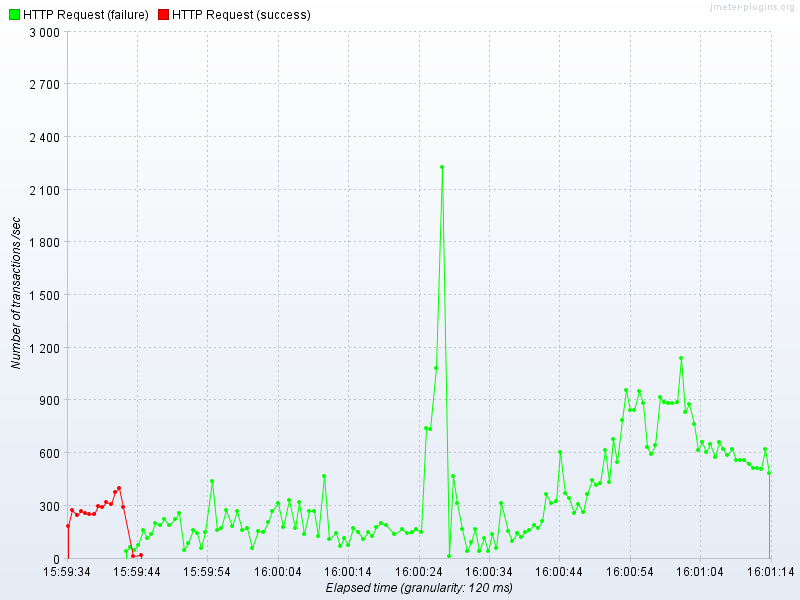 jmeter-plugins.org
HTTP Request (failure) HTTP Request (success)
3 000
2 700
2 400
2 100
1 800
1 500
1 200
900
600
300
0
Number of transactions /sec
15:59:34 15:59:44 15:59:54 16:00:04 16:00:14 16:00:24 16:00:34 16:00:44 16:00:54 16:01:04 16:01:14
Elapsed time (granularity: 120 ms)